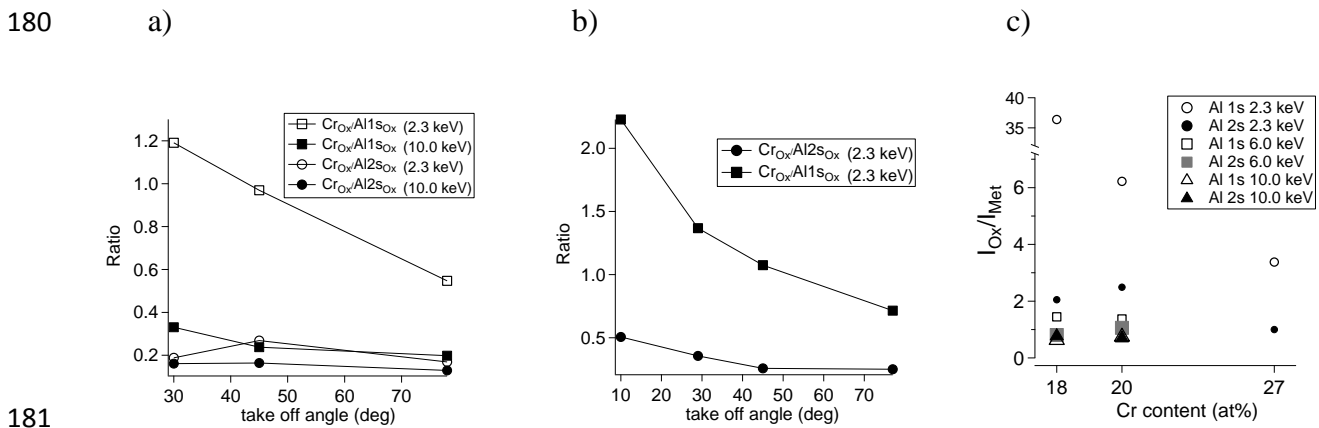 180
a)
b)
c)
Ratio
1.2
1.0
0.8
0.6
0.4
0.2
30
40
50
60
70
take off angle (deg)
CrOx/Al1sOx (2.3 keV)
CrOx/Al1sOx (10.0 keV)
CrOx/Al2sOx (2.3 keV)
CrOx/Al2sOx (10.0 keV)
Ratio
2.0
1.5
1.0
0.5
10
20
30
40
50
60
70
take off angle (deg)
CrOx/Al2sOx (2.3 keV)
CrOx/Al1sOx (2.3 keV)
IOx/IMet
40
35
6
4
2
0
18
20
27
Cr content (at%)
Al 1s 2.3 keV
Al 2s 2.3 keV
Al 1s 6.0 keV
Al 2s 6.0 keV
Al 1s 10.0 keV
Al 2s 10.0 keV
181